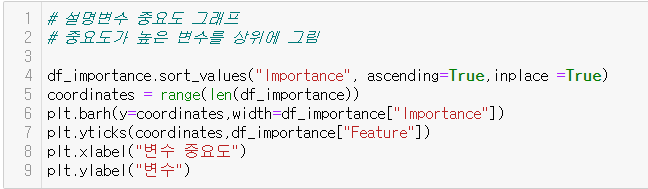 1 # 설명변수 중요도 그래프
2 # 중요도가 높은 변수를 상위에 그림
3
4 df_importance.sort_values("Importance", ascending=True,inplace =True)
5 coordinates = range(len(df_importance))
6 plt.barh(y=coordinates,width=df_importance["Importance"])
7 plt.yticks(coordinates,df_importance["Feature"])
8 plt.xlabel("변수 중요도")
9 plt.ylabel("변수")